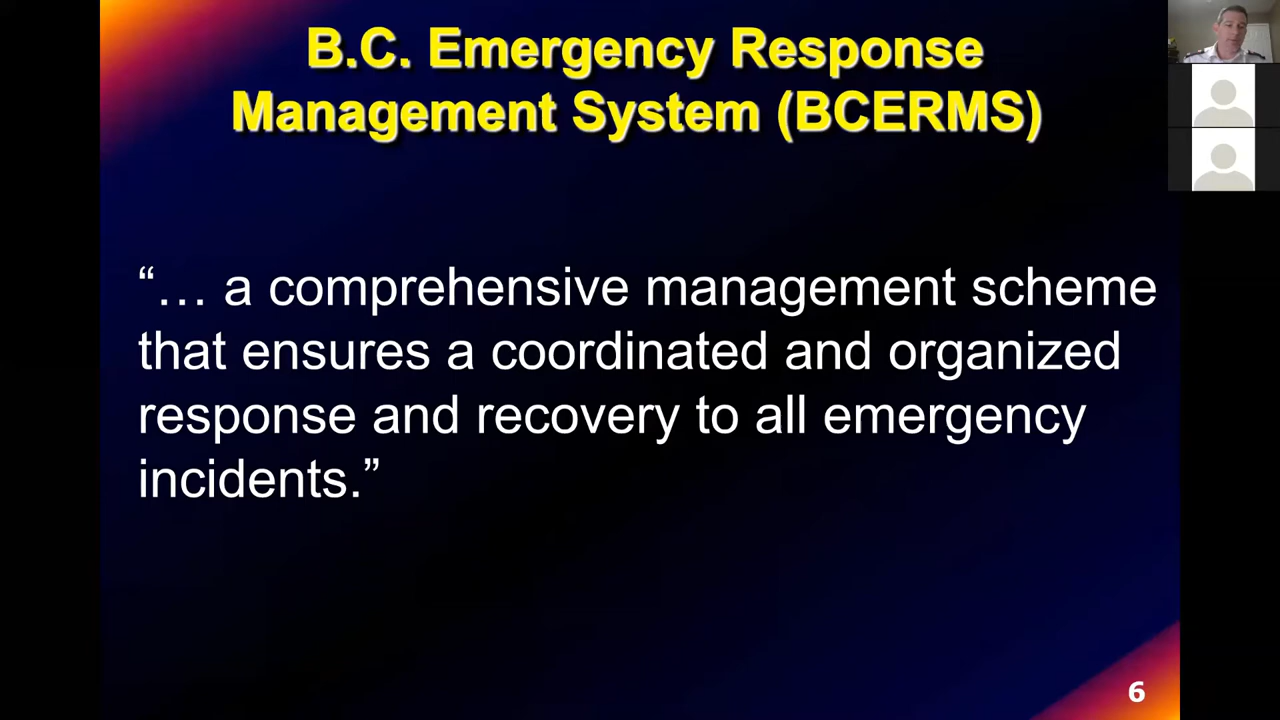 B.C. Emergency Response
Management System (BCERMS)
“… a comprehensive management scheme
that ensures a coordinated and organized
response and recovery to all emergency
incidents.”
6